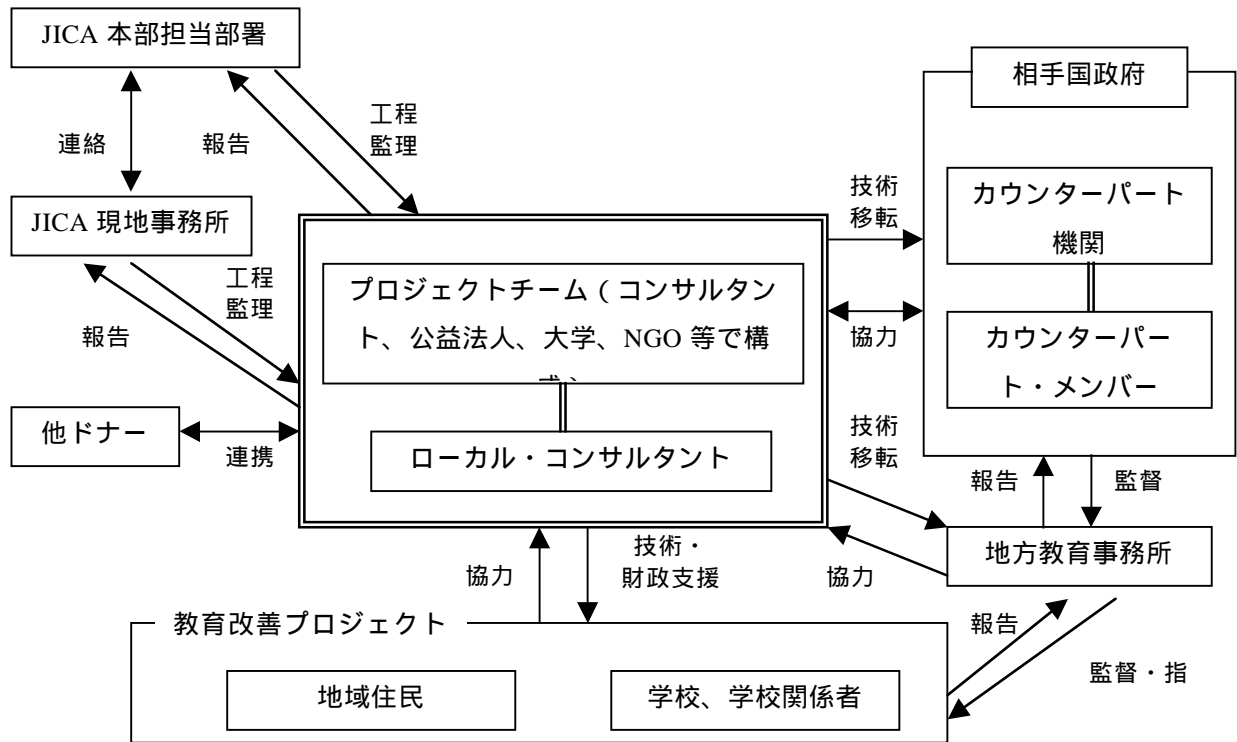 JICA 本部担当部署
相手国政府
連絡
報告
工程
監理
技術
移転
カウンターパート
機関
JICA 現地事務所
工程
監理
報告
プロジェクトチーム（コンサルタン
ト、公益法人、大学、NGO 等で構
協力
カウンターパー
ト・メンバー
他ドナー
連携
ローカル・コンサルタント
技術
移転
報告
監督
協力
技術・
財政支援
協力
地方教育事務所
教育改善プロジェクト
報告
監督・指
地域住民
学校、学校関係者